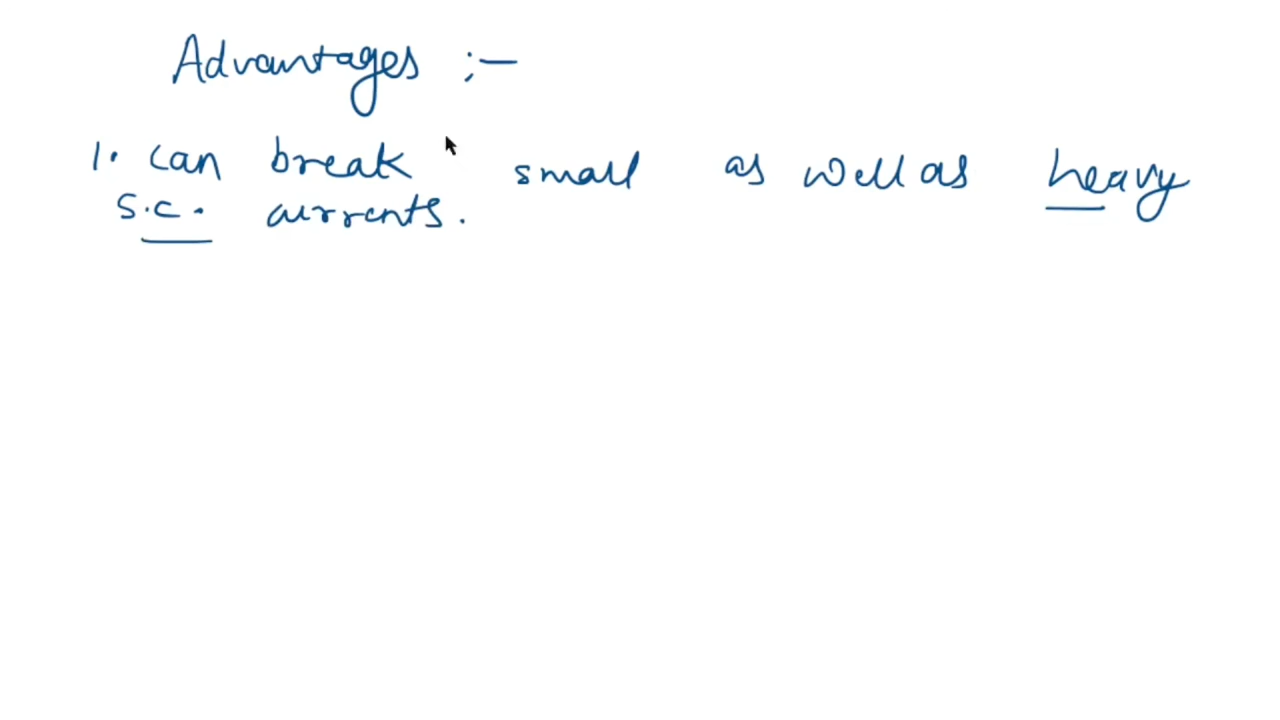 Advantages :-
1. can break small as well as heavy
s.c. currents.